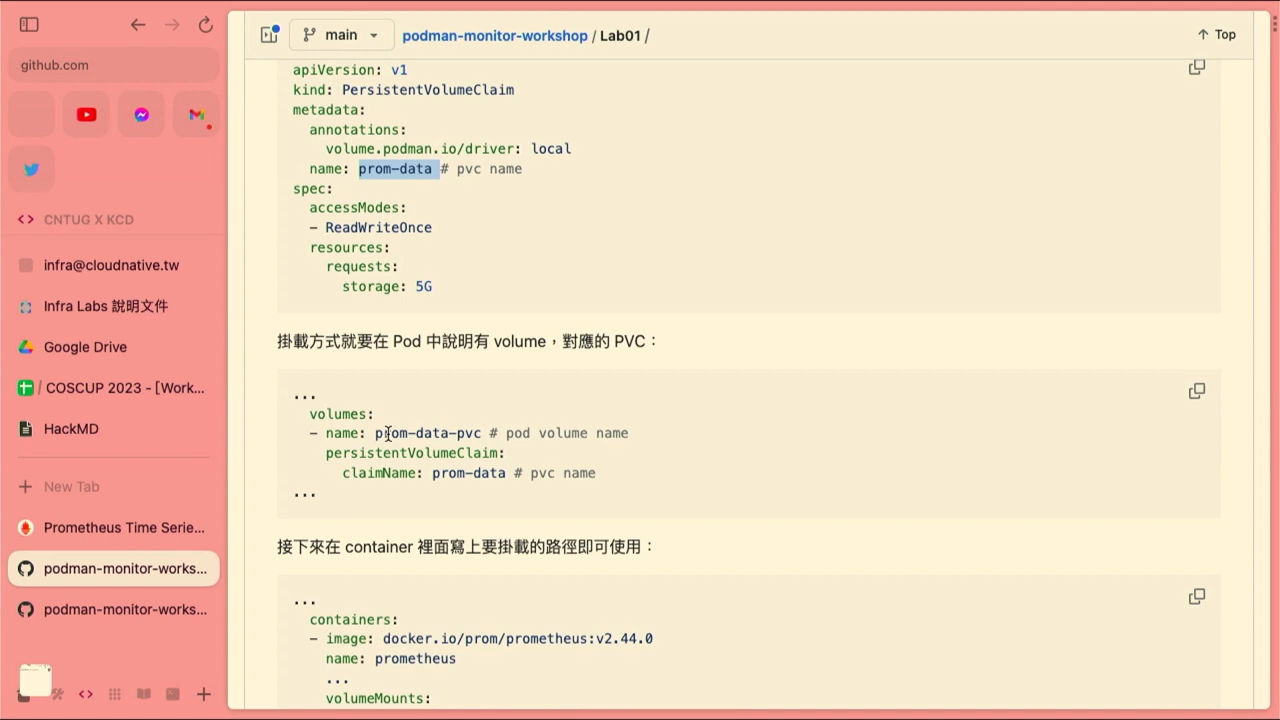 github.com
CNTUG X KCD
infra@cloudnative.tw
Infra Labs 說明文件
Google Drive
/ COSCUP 2023 - [Work...
HackMD
New Tab
Prometheus Time Serie...
podman-monitor-works...
podman-monitor-works...
main
podman-monitor-workshop / Lab01 /
Top
apiVersion: v1
kind: PersistentVolumeClaim
metadata:
  annotations:
    volume.podman.io/driver: local
  name: prom-data # pvc name
spec:
  accessModes:
  - ReadWriteOnce
  resources:
    requests:
      storage: 5G
掛載方式就要在 Pod 中說明有 volume，對應的 PVC：
...
  volumes:
  - name: prom-data-pvc # pod volume name
    persistentVolumeClaim:
      claimName: prom-data # pvc name
...
接下來在 container 裡面寫上要掛載的路徑即可使用：
...
  containers:
  - image: docker.io/prom/prometheus:v2.44.0
    name: prometheus
    ...
    volumeMounts: